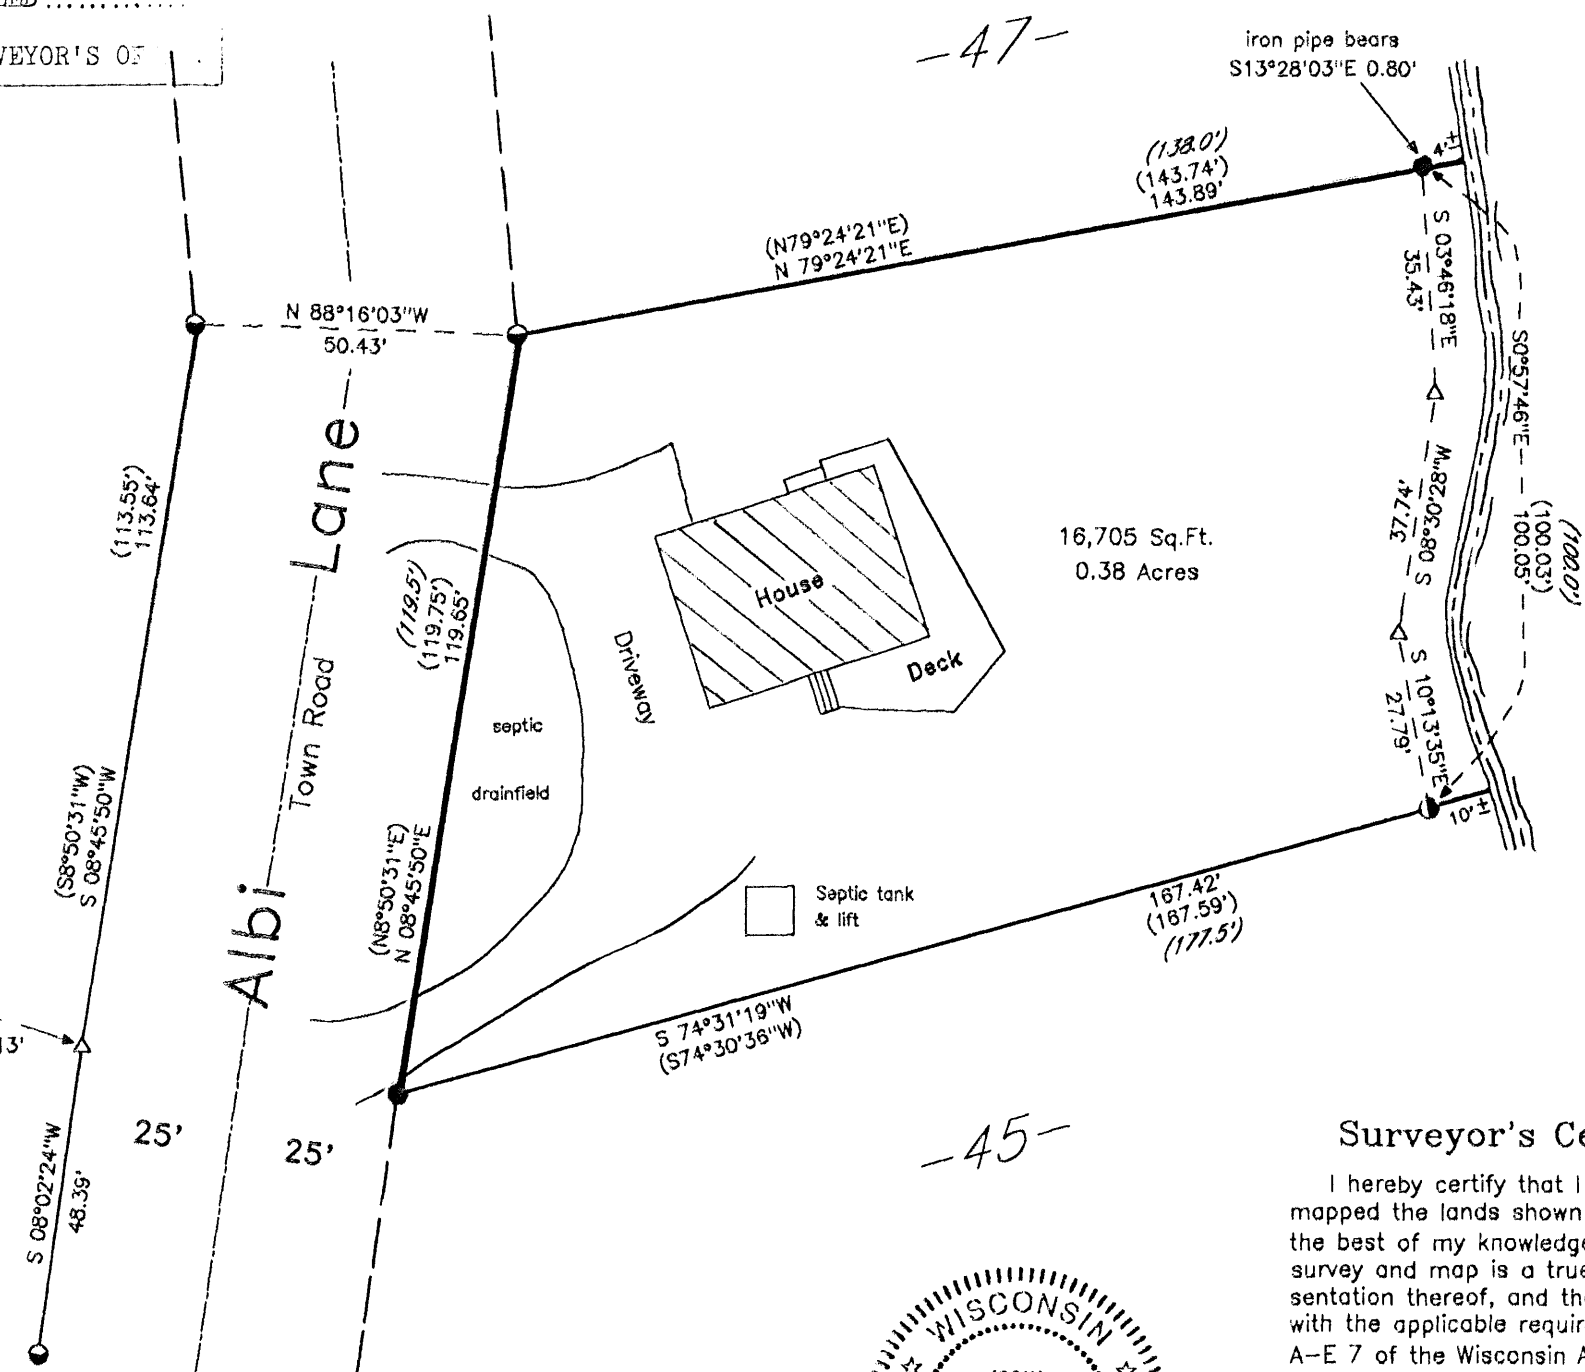 VEYOR'S OF
-47-
iron pipe bears
S13°28'03"E 0.80'
(138.0')
(143.74')
143.89'
4'±
(N79°24'21"E)
N 79°24'21"E
S 03°46'18"E
35.43'
N 88°16'03"W
50.43'
S0°57'46"E
(100.0')
(100.03')
100.05'
(113.55')
113.64'
Lane
S 08°30'28"W
37.74'
16,705 Sq.Ft.
0.38 Acres
House
(119.5')
(119.75')
119.65'
Driveway
Deck
Town Road
septic
drainfield
S 10°13'35"E
27.79'
10'±
(S8°50'31"W)
S 08°45'50"W
(N8°50'31"E)
N 08°45'50"E
Albi
Septic tank
& lift
167.42'
(167.59')
(177.5')
S 74°31'19"W
(S74°30'36"W)
13'
25'
25'
-45-
S 08°02'24"W
48.39'
Surveyor's Ce
I hereby certify that I
mapped the lands shown
the best of my knowledge
survey and map is a true
sentation thereof, and th
with the applicable requir
A-E 7 of the Wisconsin A
WISCONSIN